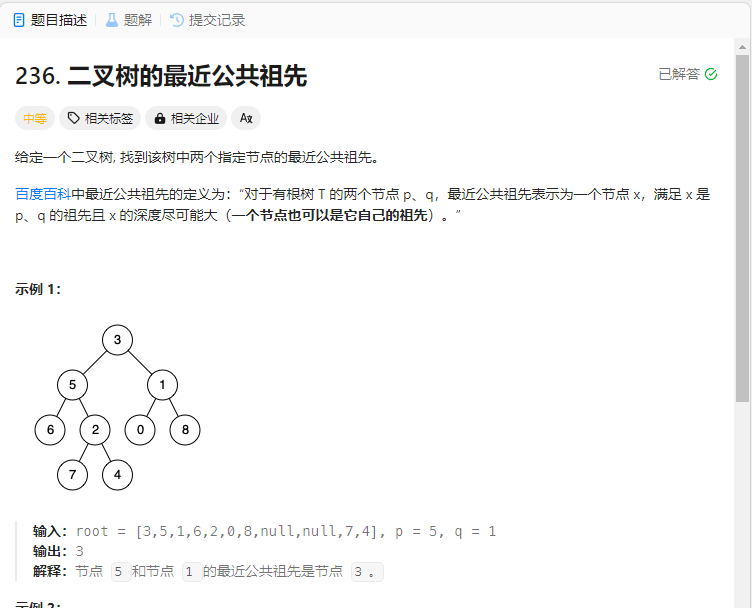 题目描述 题解 提交记录
236. 二叉树的最近公共祖先 已解答
中等 相关标签 相关企业 Aʐ
给定一个二叉树, 找到该树中两个指定节点的最近公共祖先。
百度百科中最近公共祖先的定义为：“对于有根树 T 的两个节点 p、q，最近公共祖先表示为一个节点 x，满足 x 是
p、q 的祖先且 x 的深度尽可能大（一个节点也可以是它自己的祖先）。”
示例 1：
3
5 1
6 2 0 8
7 4
输入：root = [3,5,1,6,2,0,8,null,null,7,4], p = 5, q = 1
输出：3
解释：节点 5 和节点 1 的最近公共祖先是节点 3 。
示例 2：